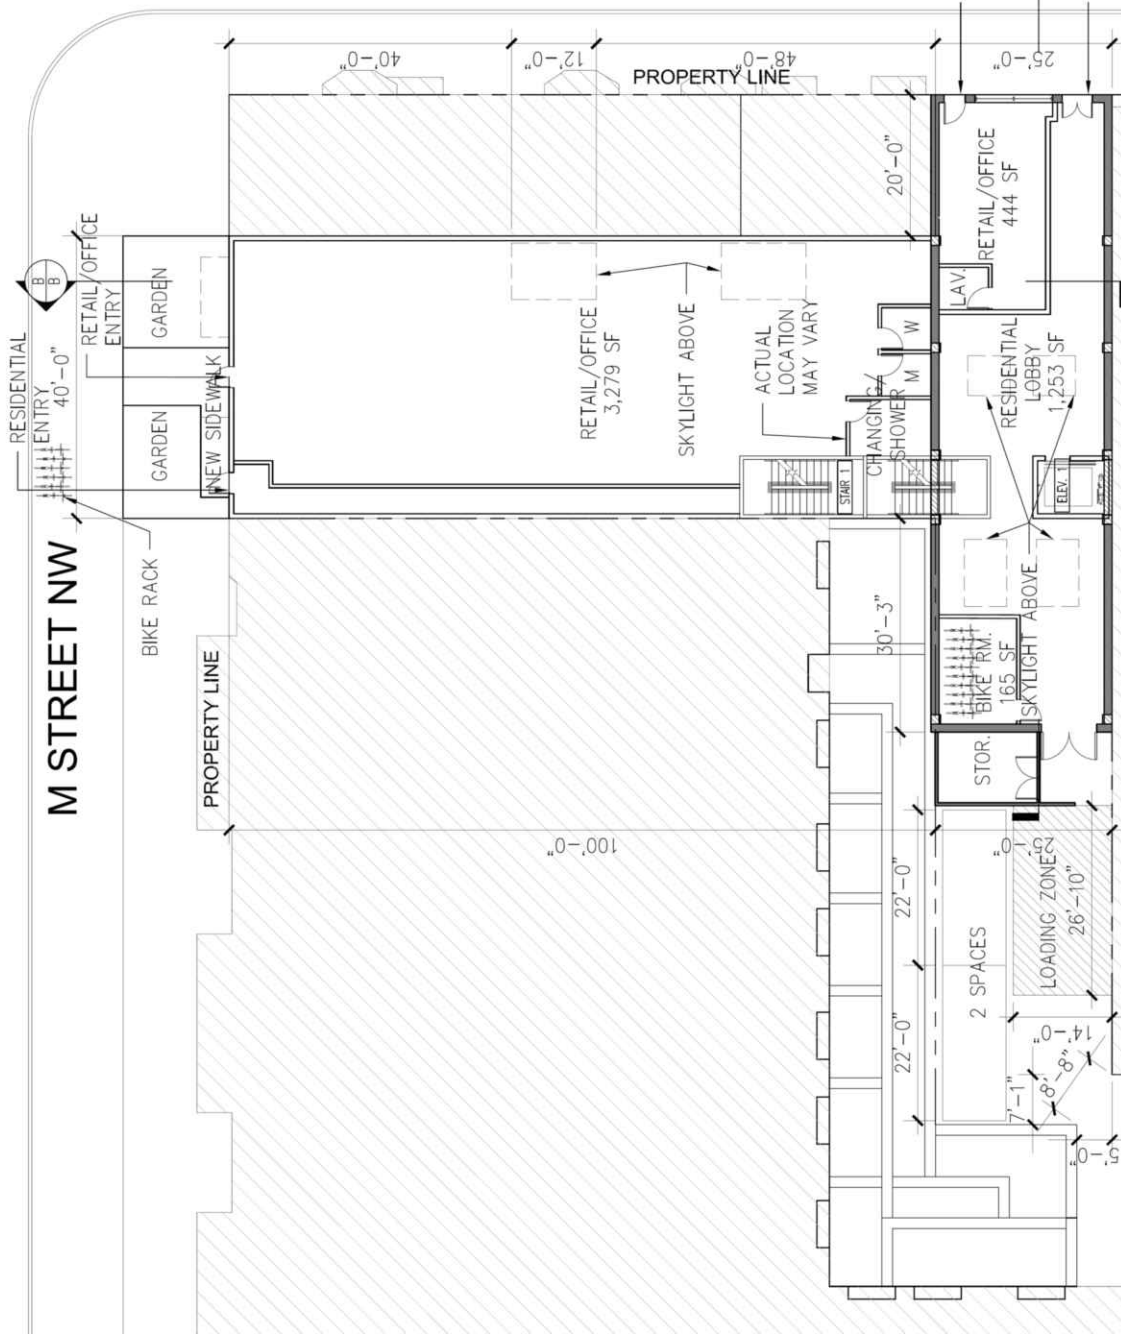 40'-0"
12'-0"
48'-0"
25'-0"
PROPERTY LINE
20'-0"
RETAIL/OFFICE
444 SF
LAV.
B
B
RESIDENTIAL
ENTRY
40'-0"
RETAIL/OFFICE
ENTRY
GARDEN
GARDEN
NEW SIDEWALK
RETAIL/OFFICE
3,279 SF
SKYLIGHT ABOVE
ACTUAL
LOCATION
MAY VARY
W
M
CHANGING/
SHOWER
RESIDENTIAL
LOBBY
1,253 SF
STAIR 1
ELEV. 1
M STREET NW
BIKE RACK
PROPERTY LINE
30'-3"
BIKE RM.
165 SF
SKYLIGHT ABOVE
STOR.
100'-0"
25'-0"
22'-0"
LOADING ZONE
26'-10"
2 SPACES
22'-0"
14'-0"
8'-8"
7'-1"
5'-0"